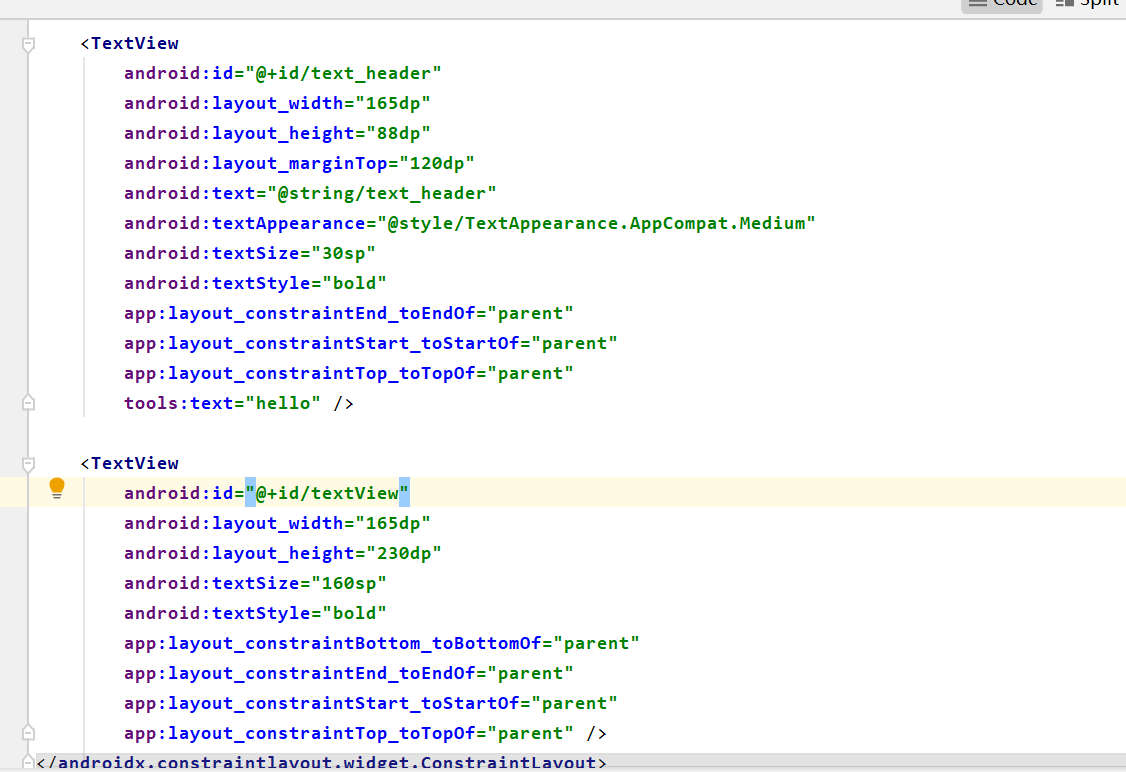 Code Split
<TextView
android:id="@+id/text_header"
android:layout_width="165dp"
android:layout_height="88dp"
android:layout_marginTop="120dp"
android:text="@string/text_header"
android:textAppearance="@style/TextAppearance.AppCompat.Medium"
android:textSize="30sp"
android:textStyle="bold"
app:layout_constraintEnd_toEndOf="parent"
app:layout_constraintStart_toStartOf="parent"
app:layout_constraintTop_toTopOf="parent"
tools:text="hello" />
<TextView
android:id="@+id/textView"
android:layout_width="165dp"
android:layout_height="230dp"
android:textSize="160sp"
android:textStyle="bold"
app:layout_constraintBottom_toBottomOf="parent"
app:layout_constraintEnd_toEndOf="parent"
app:layout_constraintStart_toStartOf="parent"
app:layout_constraintTop_toTopOf="parent" />
</androidx.constraintlayout.widget.ConstraintLayout>